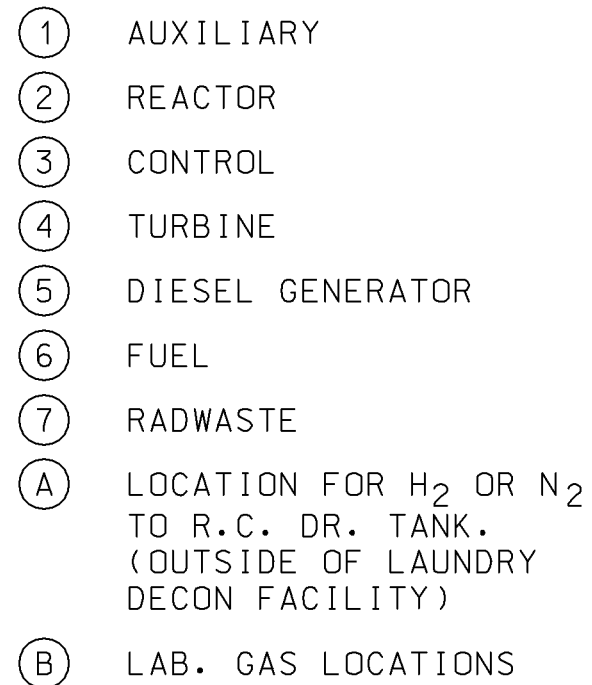 1 AUXILIARY
2 REACTOR
3 CONTROL
4 TURBINE
5 DIESEL GENERATOR
6 FUEL
7 RADWASTE
A LOCATION FOR H₂ OR N₂
TO R.C. DR. TANK.
(OUTSIDE OF LAUNDRY
DECON FACILITY)
B LAB. GAS LOCATIONS